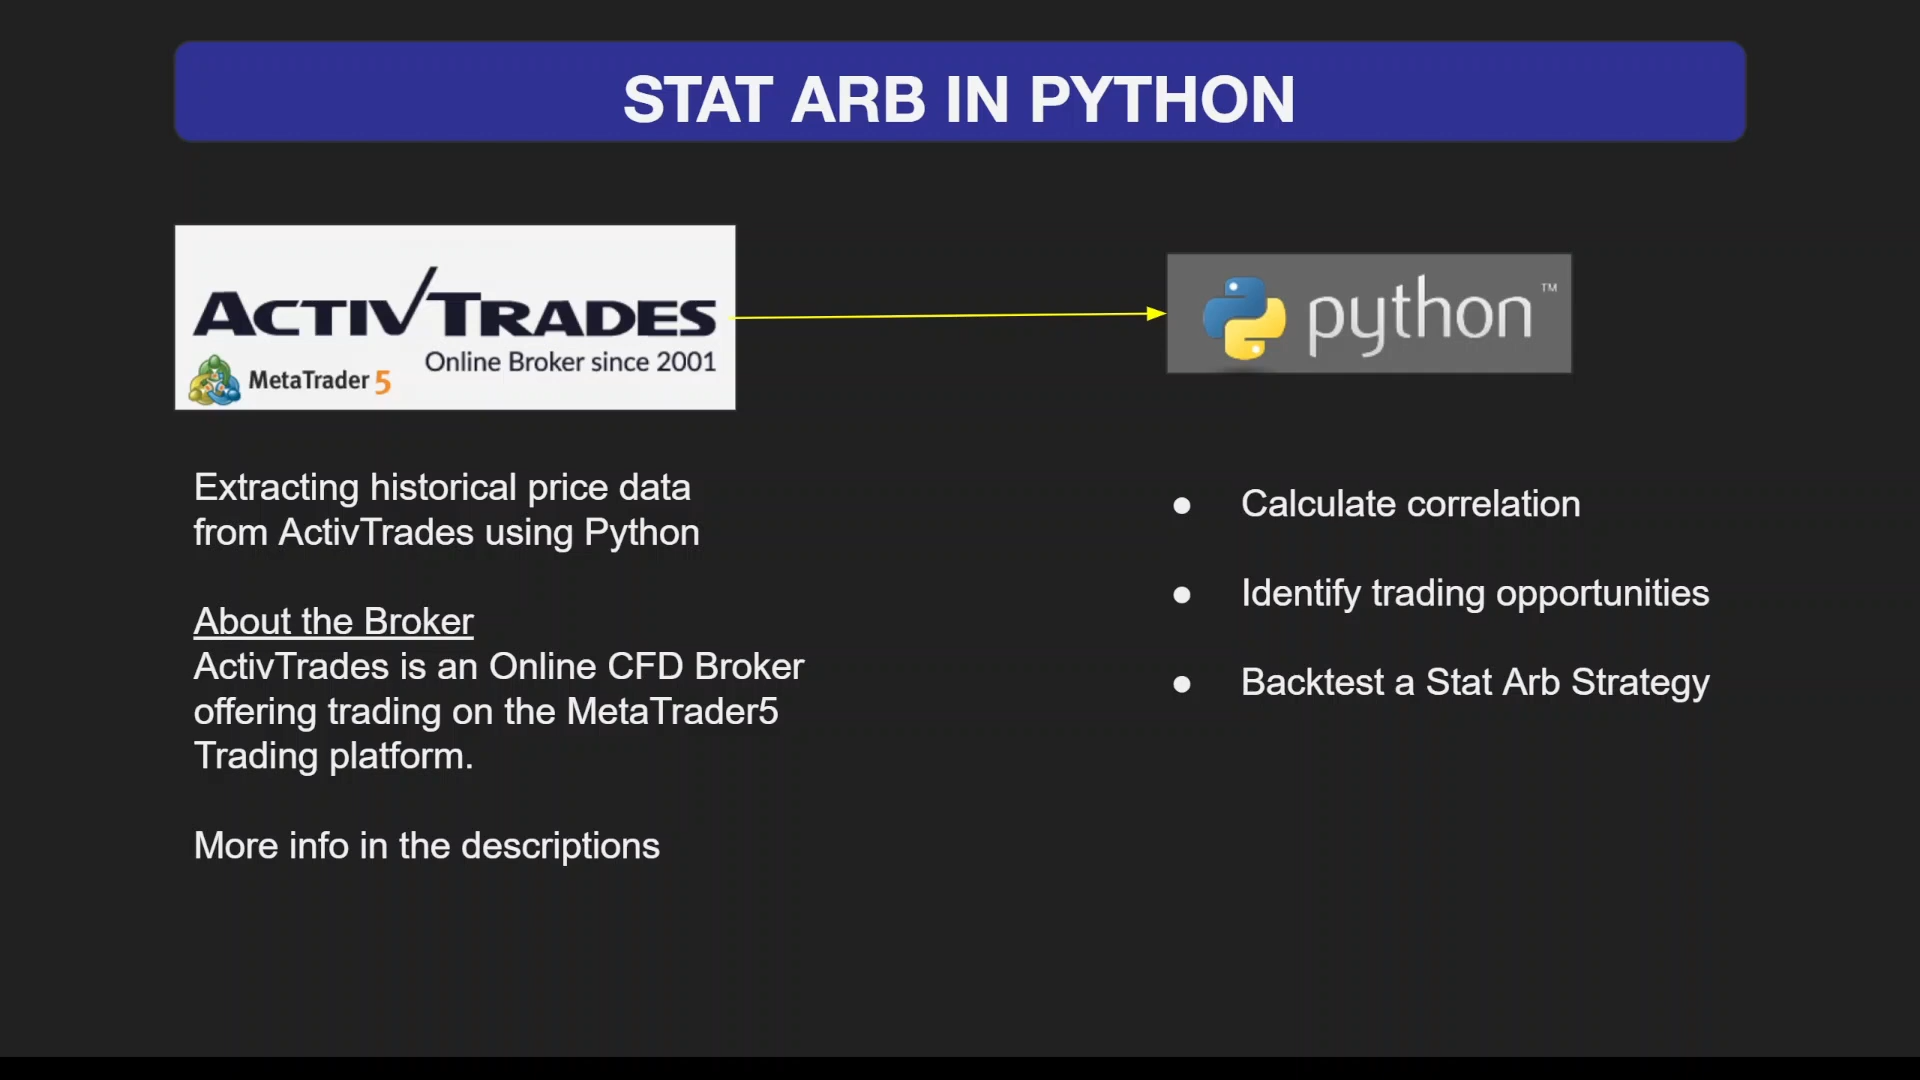 STAT ARB IN PYTHON
ACTIVTRADES
Online Broker since 2001
MetaTrader 5
python™
Extracting historical price data
from ActivTrades using Python
About the Broker
ActivTrades is an Online CFD Broker
offering trading on the MetaTrader5
Trading platform.
More info in the descriptions
● Calculate correlation
● Identify trading opportunities
● Backtest a Stat Arb Strategy